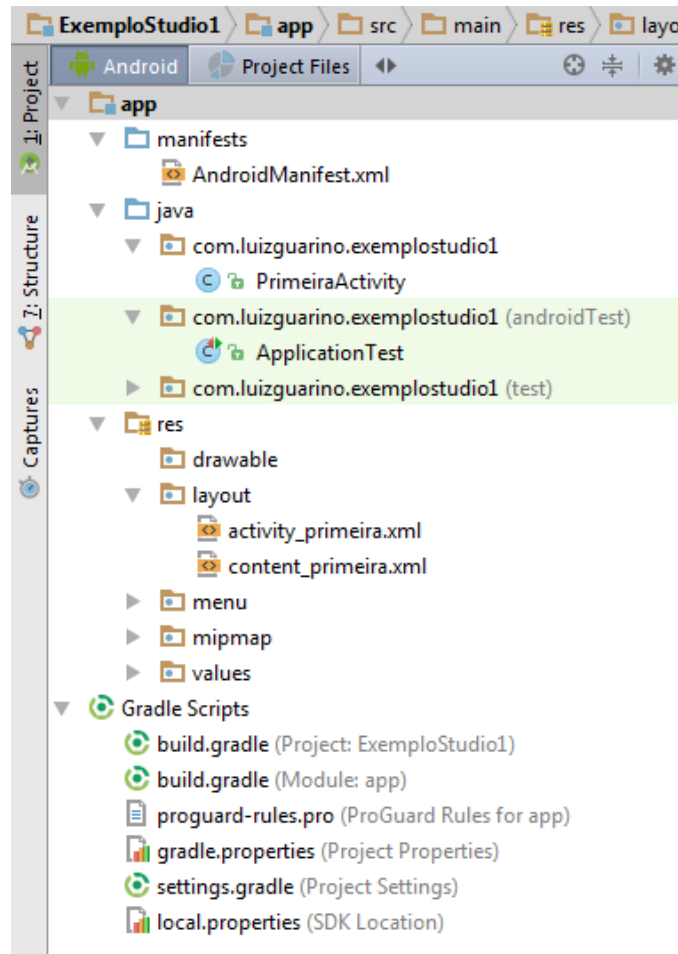 ExemploStudio1 app src main res layo
Android Project Files
1: Project
7: Structure
Captures
app
manifests
AndroidManifest.xml
java
com.luizguarino.exemplostudio1
PrimeiraActivity
com.luizguarino.exemplostudio1 (androidTest)
ApplicationTest
com.luizguarino.exemplostudio1 (test)
res
drawable
layout
activity_primeira.xml
content_primeira.xml
menu
mipmap
values
Gradle Scripts
build.gradle (Project: ExemploStudio1)
build.gradle (Module: app)
proguard-rules.pro (ProGuard Rules for app)
gradle.properties (Project Properties)
settings.gradle (Project Settings)
local.properties (SDK Location)